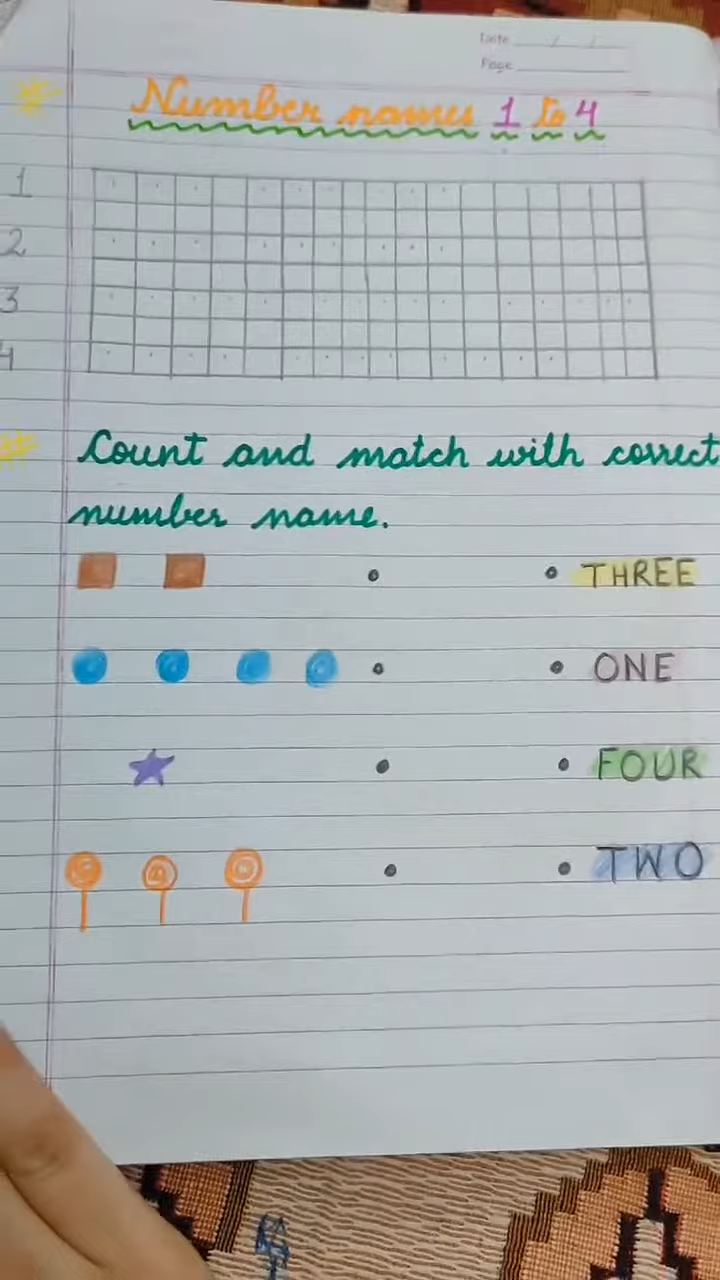 Date / /
Page
Number names 1 to 4
1
2
3
4
Count and match with correct
number name.
THREE
ONE
FOUR
TWO